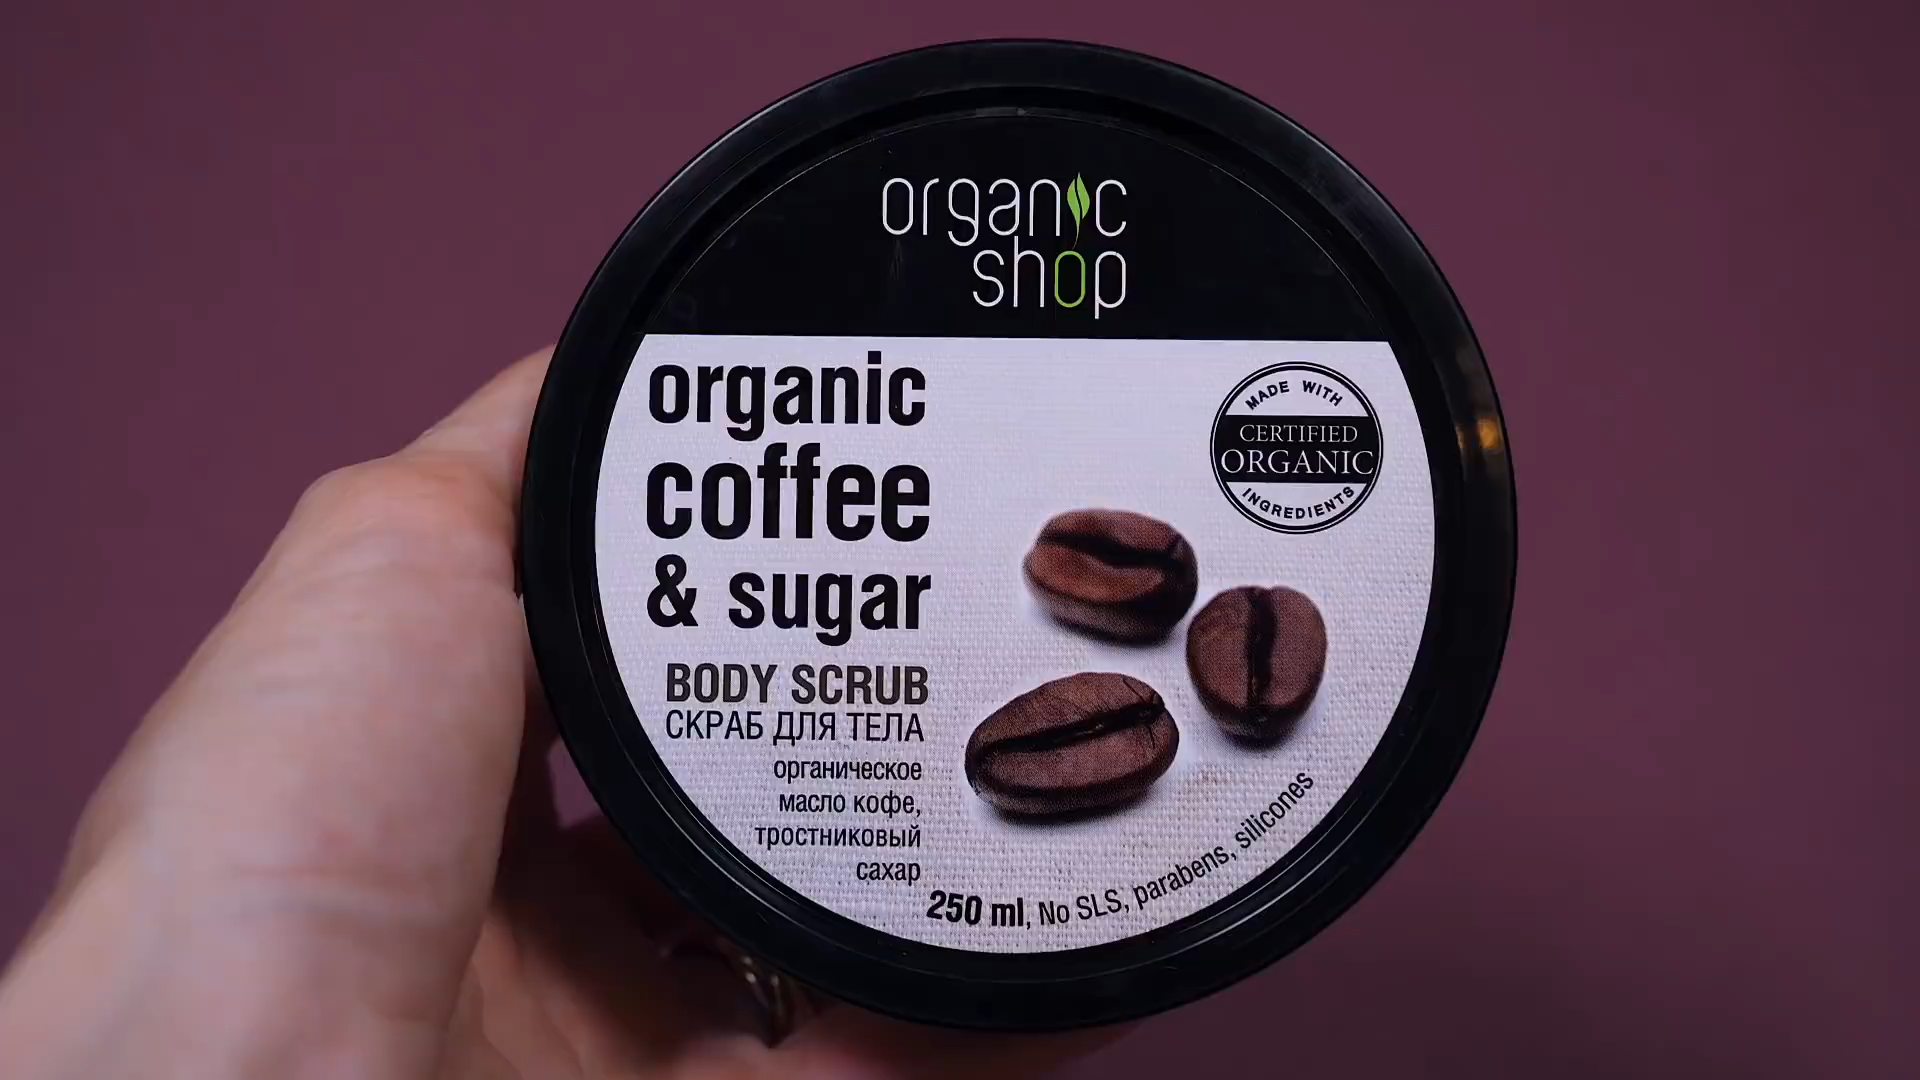 organic
shop
organic
coffee
& sugar
MADE WITH
CERTIFIED
ORGANIC
INGREDIENTS
BODY SCRUB
СКРАБ ДЛЯ ТЕЛА
органическое
масло кофе,
тростниковый
сахар
250 ml, No SLS, parabens, silicones